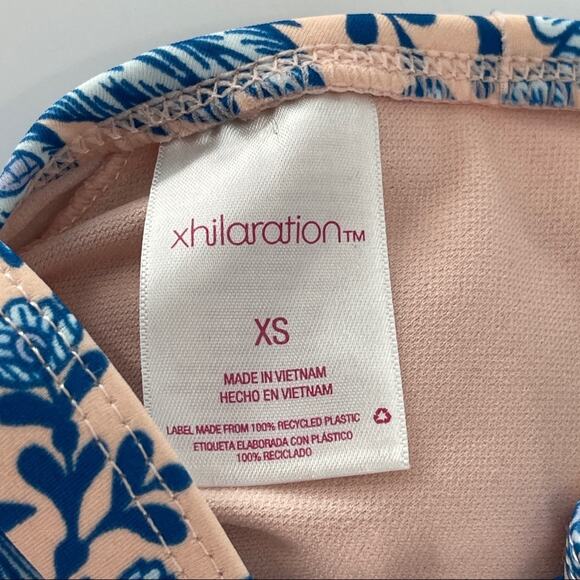 xhilaration™
XS
MADE IN VIETNAM
HECHO EN VIETNAM
LABEL MADE FROM 100% RECYCLED PLASTIC
ETIQUETA ELABORADA CON PLÁSTICO
100% RECICLADO